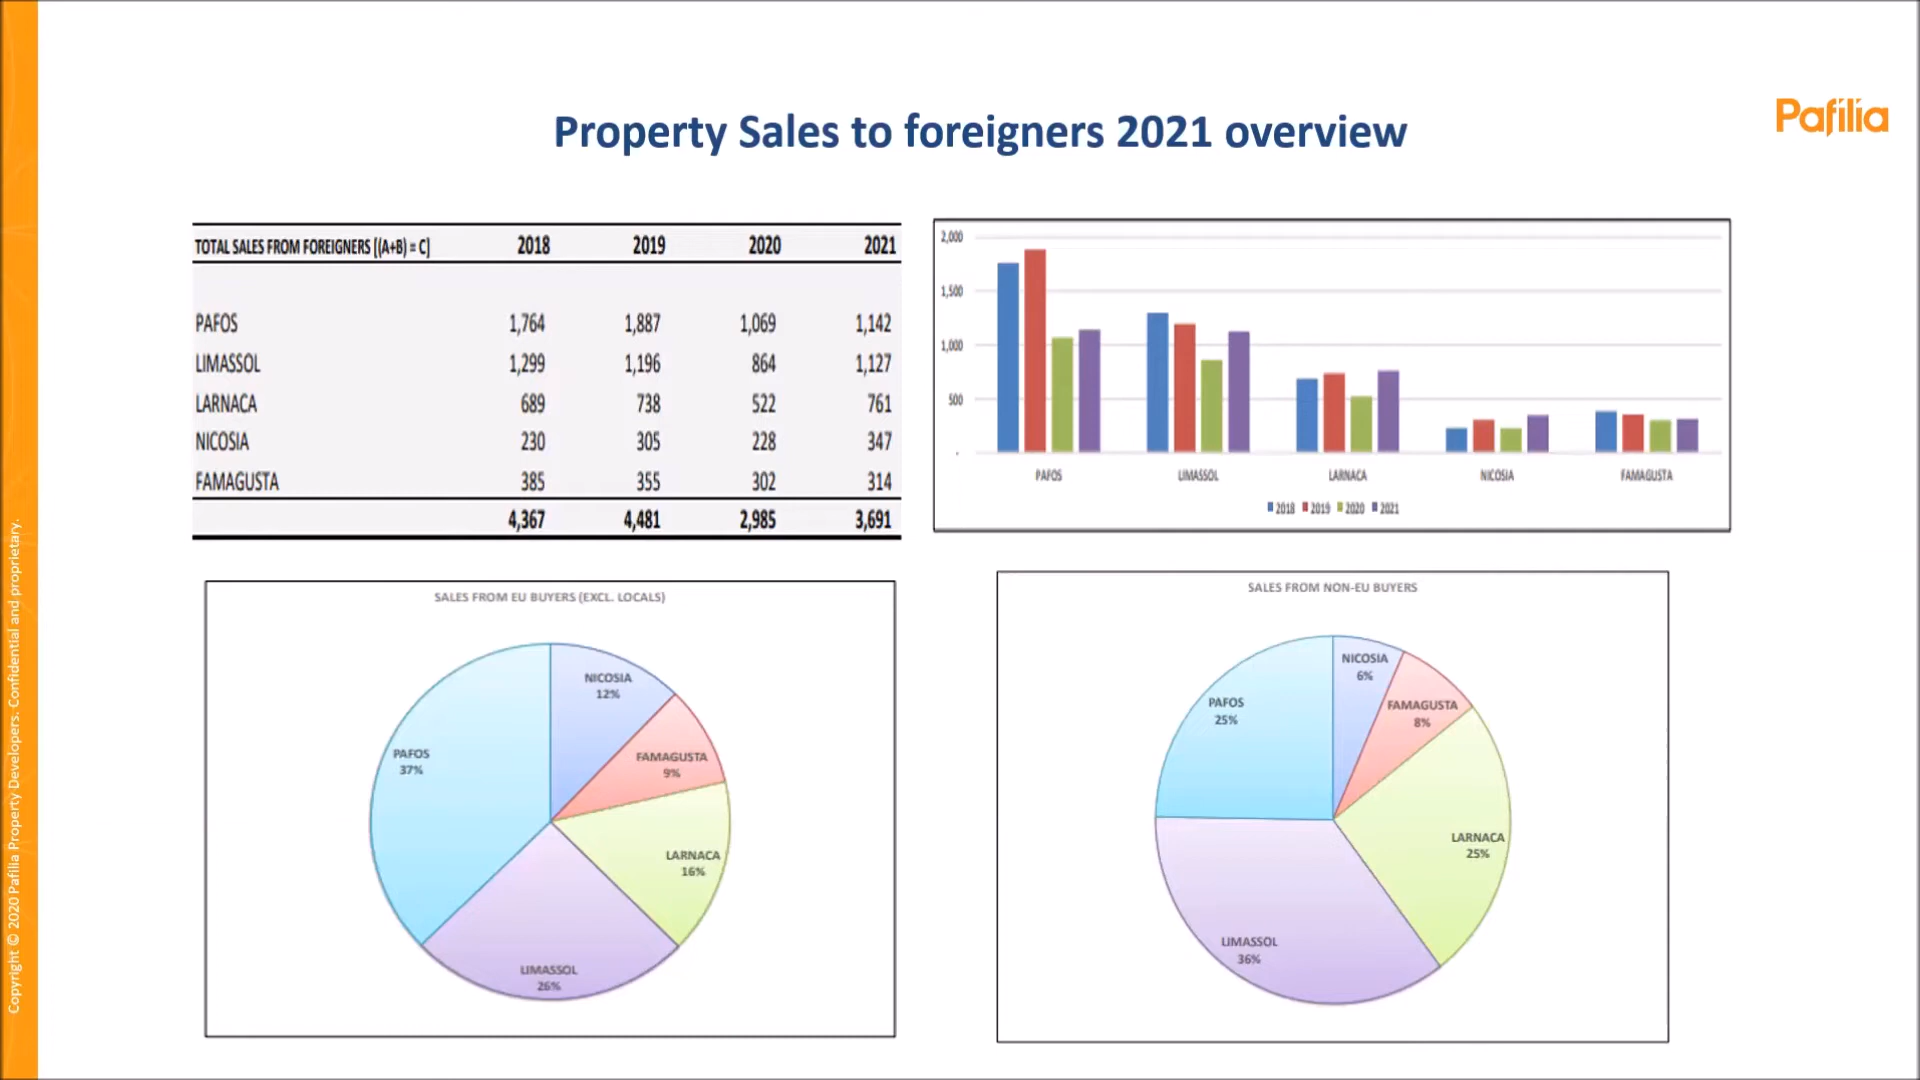 Property Sales to foreigners 2021 overview
Pafilia
TOTAL SALES FROM FOREIGNERS [(A+B) = C] 2018 2019 2020 2021
PAFOS 1,764 1,887 1,069 1,142
LIMASSOL 1,299 1,196 864 1,127
LARNACA 689 738 522 761
NICOSIA 230 305 228 347
FAMAGUSTA 385 355 302 314
4,367 4,481 2,985 3,691
2,000
1,500
1,000
500
-
PAFOS LIMASSOL LARNACA NICOSIA FAMAGUSTA
2018 2019 2020 2021
SALES FROM EU BUYERS (EXCL. LOCALS)
NICOSIA
12%
FAMAGUSTA
9%
LARNACA
16%
LIMASSOL
26%
PAFOS
37%
SALES FROM NON-EU BUYERS
NICOSIA
6%
FAMAGUSTA
8%
LARNACA
25%
LIMASSOL
36%
PAFOS
25%
Copyright © 2020 Pafilia Property Developers. Confidential and proprietary.